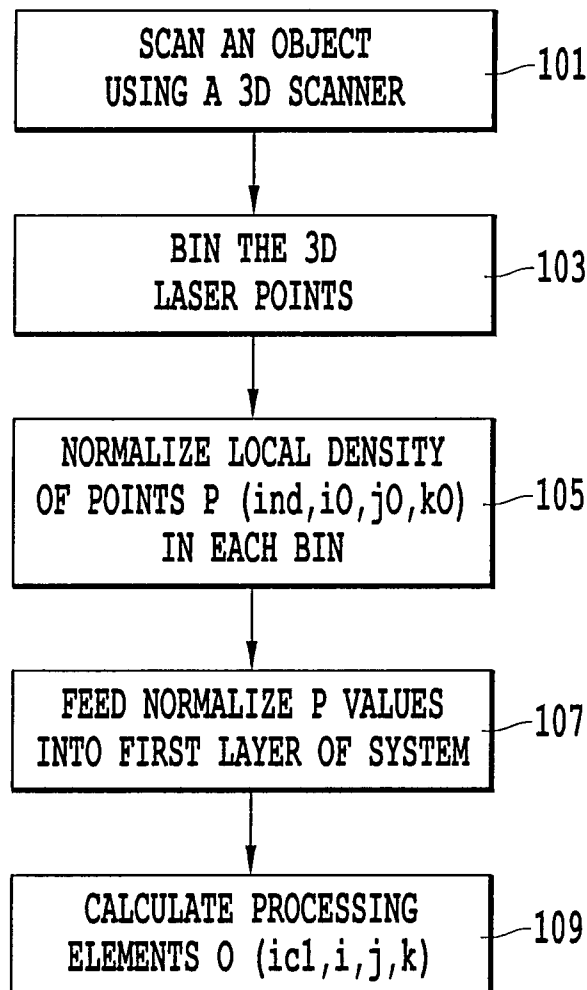 SCAN AN OBJECT
USING A 3D SCANNER
101
BIN THE 3D
LASER POINTS
103
NORMALIZE LOCAL DENSITY
OF POINTS P (ind,i0,j0,k0)
IN EACH BIN
105
FEED NORMALIZE P VALUES
INTO FIRST LAYER OF SYSTEM
107
CALCULATE PROCESSING
ELEMENTS O (ic1,i,j,k)
109